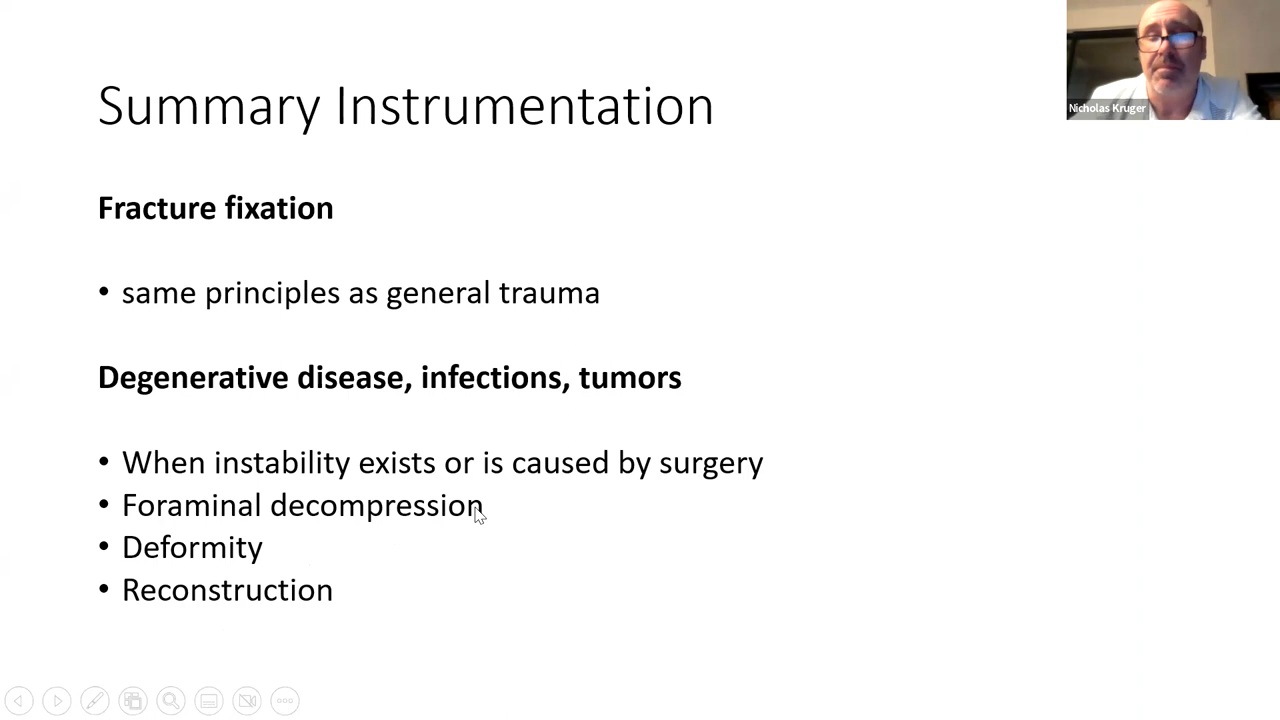 Nicholas Kruger
Summary Instrumentation
Fracture fixation
• same principles as general trauma
Degenerative disease, infections, tumors
• When instability exists or is caused by surgery
• Foraminal decompression
• Deformity
• Reconstruction